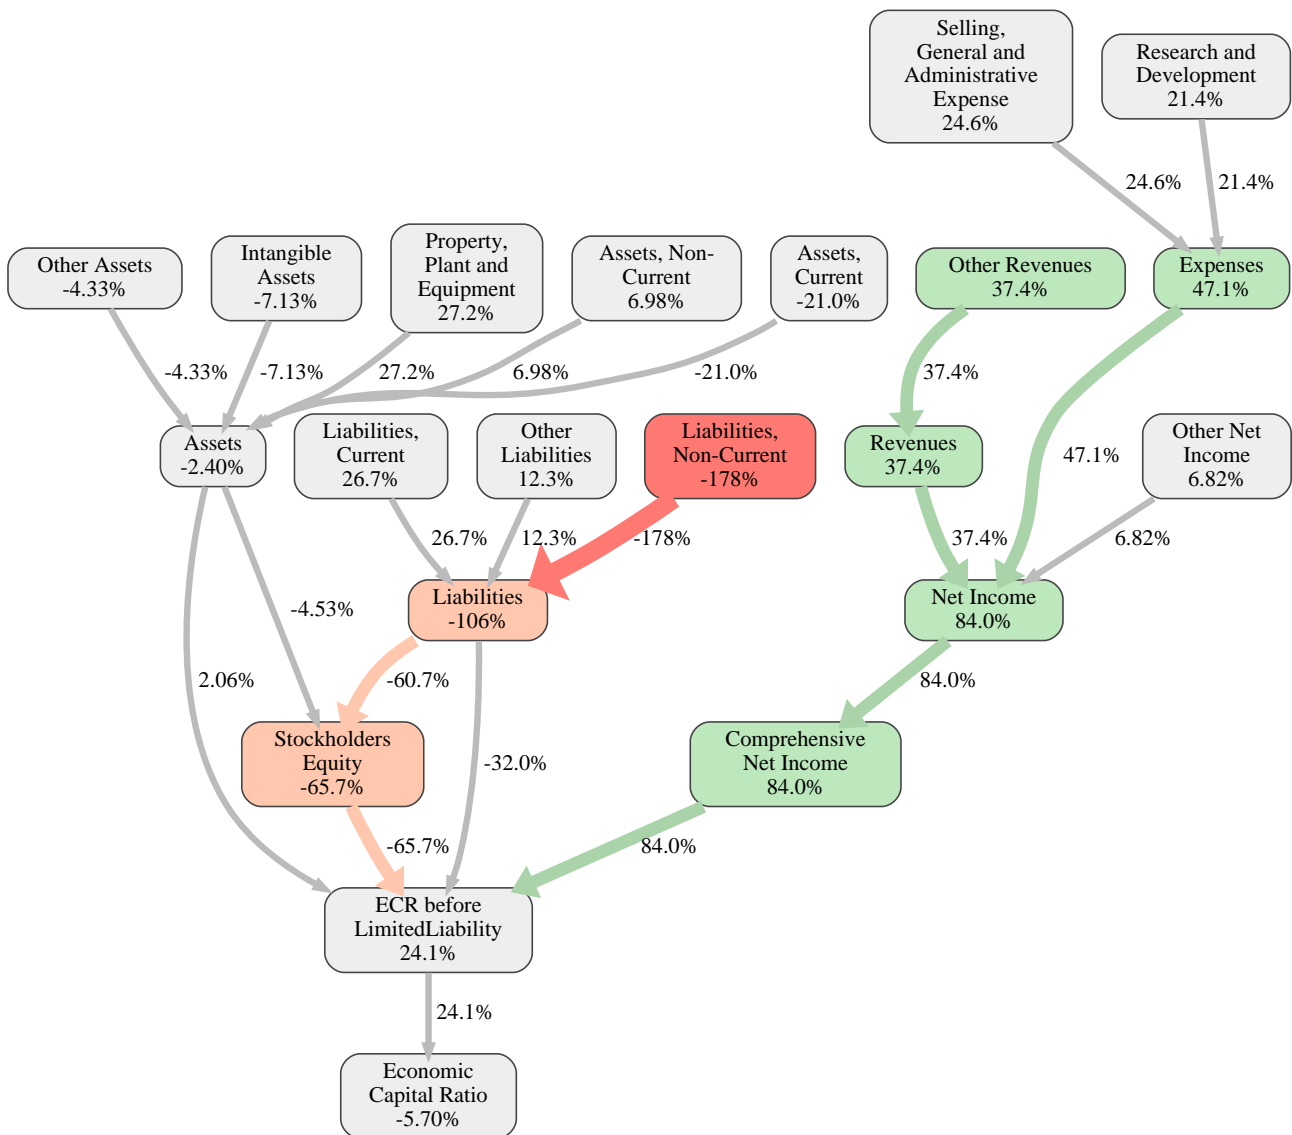 Selling,
General and
Administrative
Expense
24.6%
Research and
Development
21.4%
24.6%
21.4%
Other Assets
-4.33%
Intangible
Assets
-7.13%
Property,
Plant and
Equipment
27.2%
Assets, Non-
Current
6.98%
Assets,
Current
-21.0%
Other Revenues
37.4%
Expenses
47.1%
-4.33%
-7.13%
27.2%
6.98%
-21.0%
37.4%
Assets
-2.40%
Liabilities,
Current
26.7%
Other
Liabilities
12.3%
Liabilities,
Non-Current
-178%
Revenues
37.4%
47.1%
Other Net
Income
6.82%
26.7%
12.3%
-178%
37.4%
6.82%
-4.53%
Liabilities
-106%
Net Income
84.0%
2.06%
-60.7%
84.0%
Stockholders
Equity
-65.7%
-32.0%
Comprehensive
Net Income
84.0%
-65.7%
84.0%
ECR before
LimitedLiability
24.1%
24.1%
Economic
Capital Ratio
-5.70%